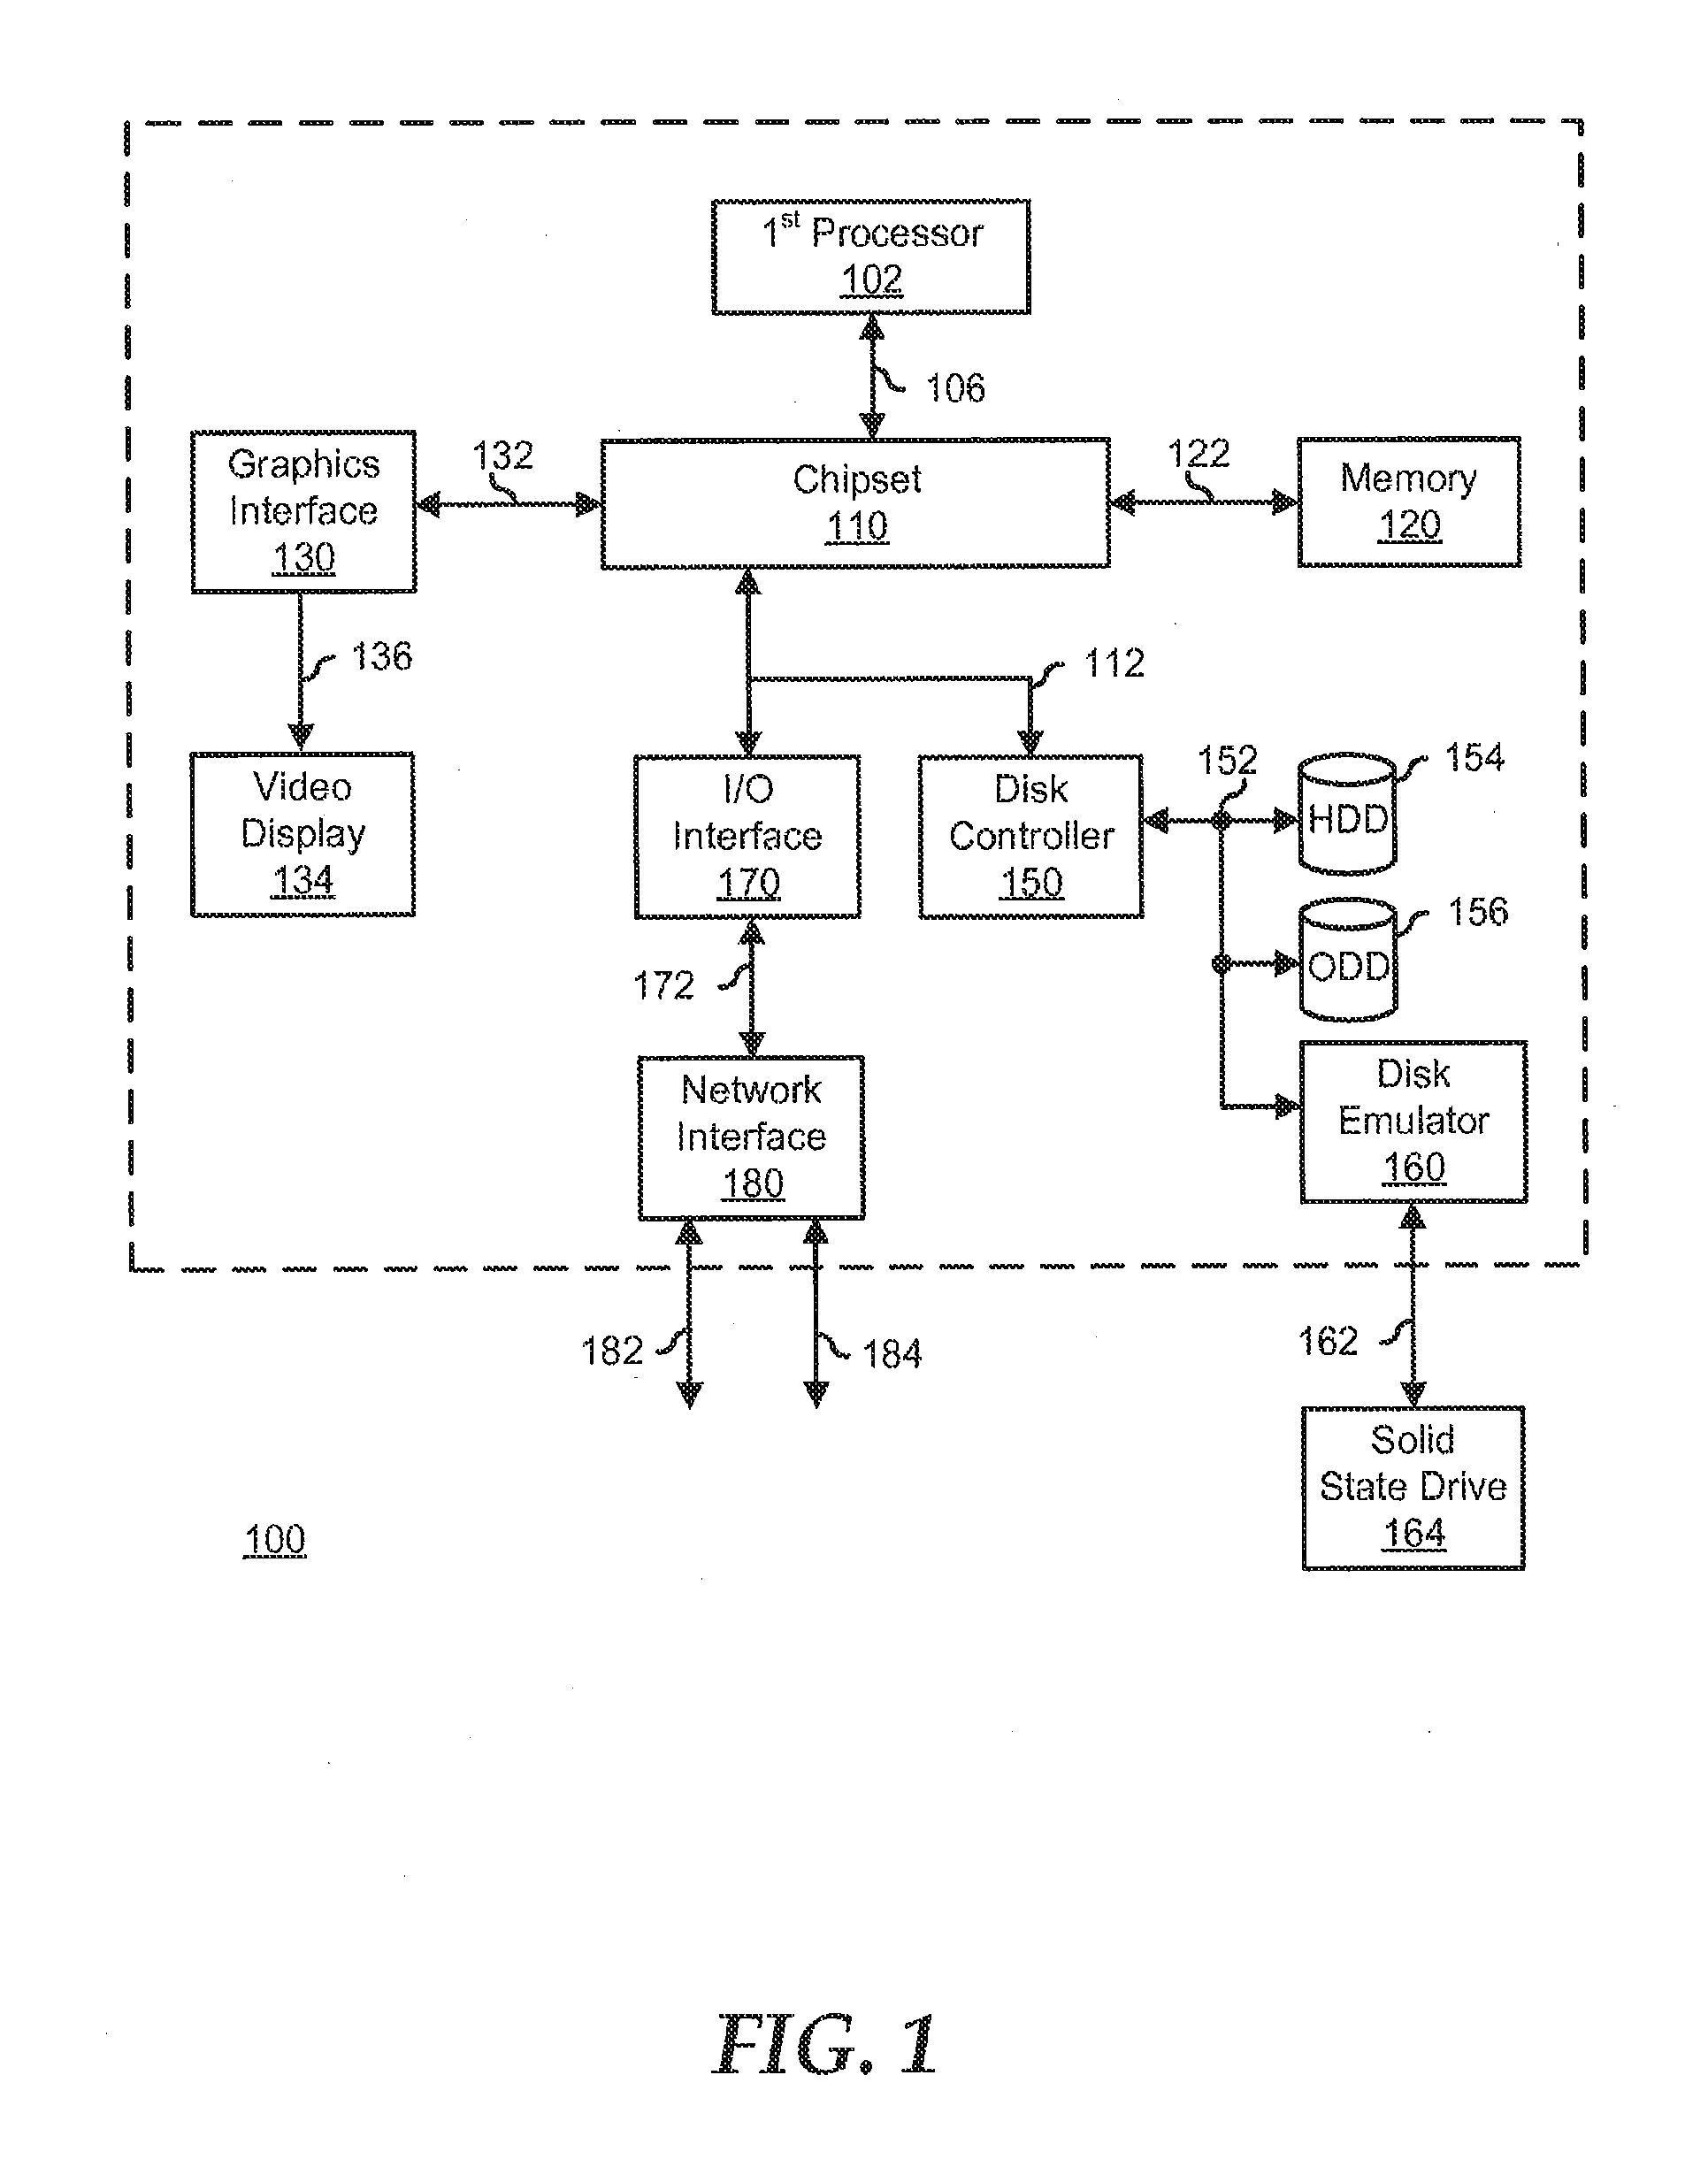 1st Processor
102
106
Graphics
Interface
130
132
Chipset
110
122
Memory
120
136
112
Video
Display
134
I/O
Interface
170
Disk
Controller
150
152
HDD
154
ODD
156
172
Network
Interface
180
Disk
Emulator
160
182
184
162
Solid
State Drive
164
100
FIG. 1